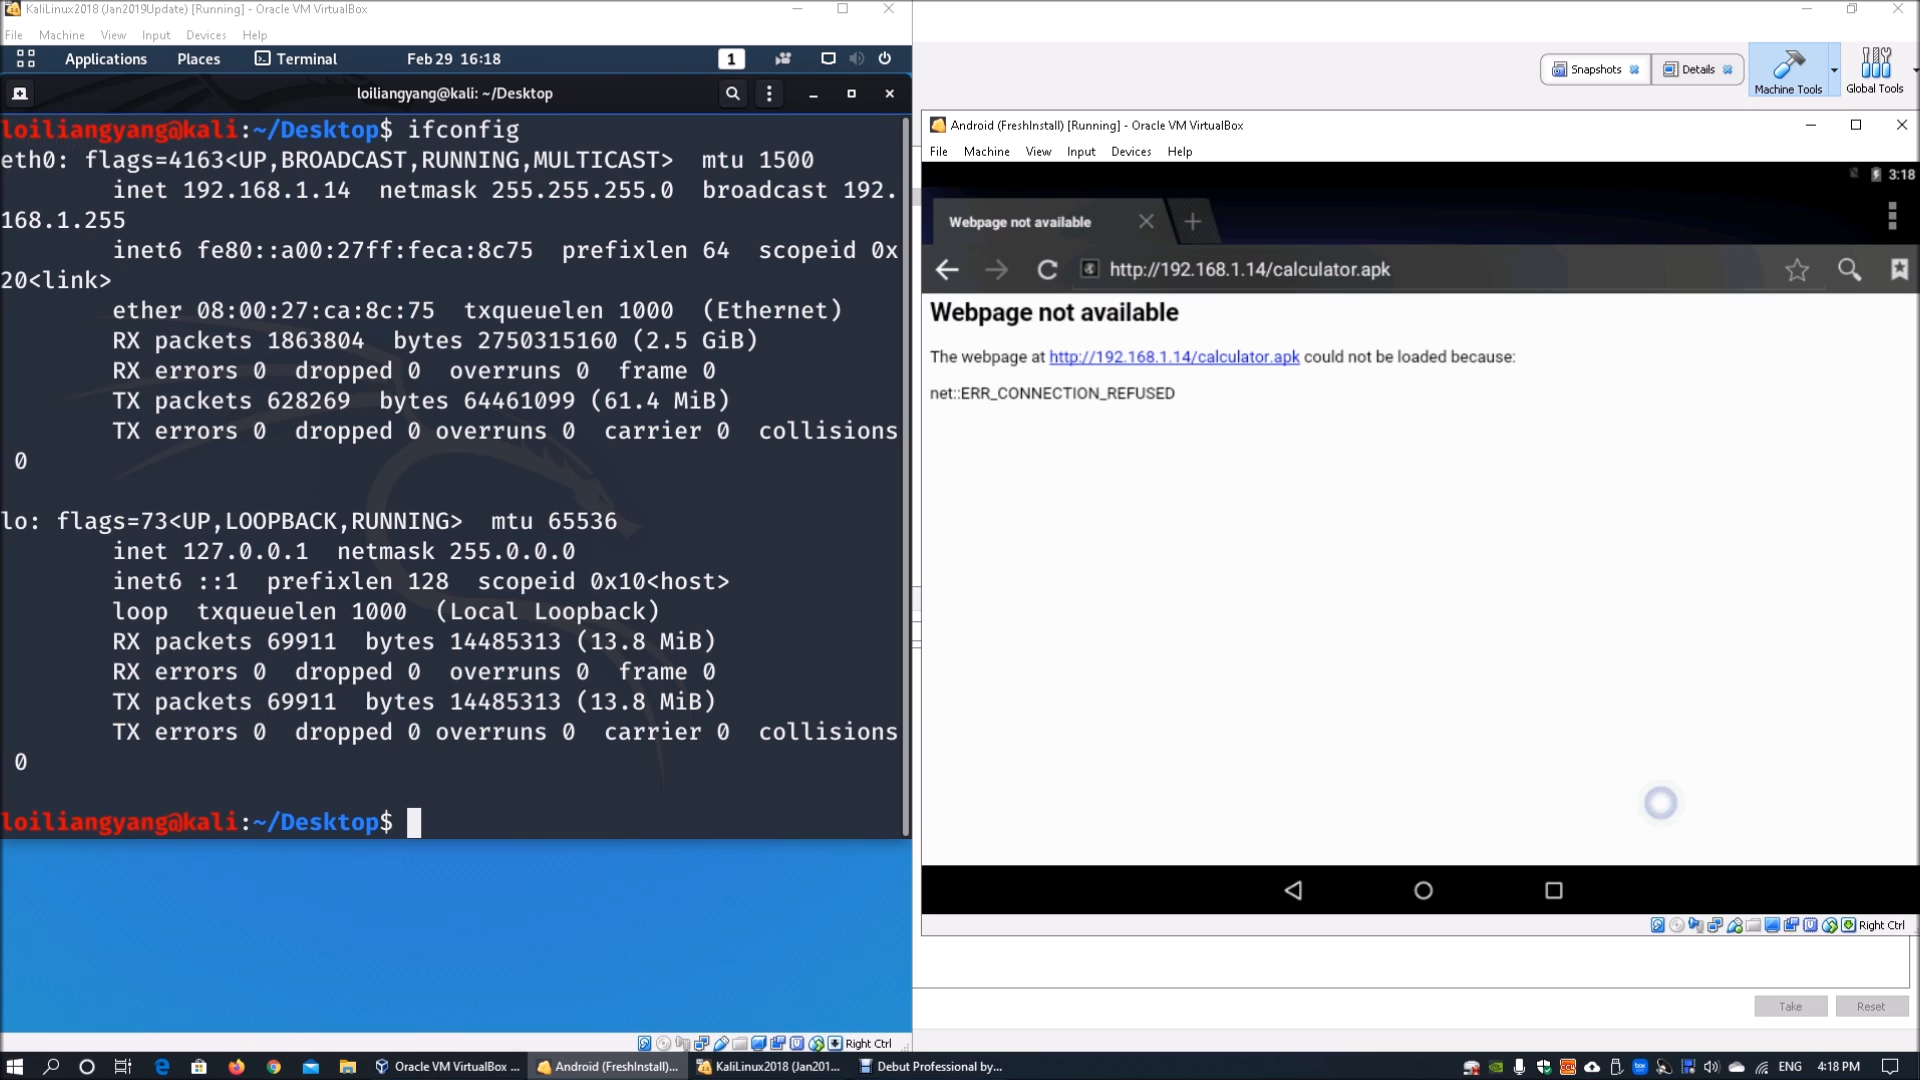 KaliLinux2018 (Jan2019Update) [Running] - Oracle VM VirtualBox
File Machine View Input Devices Help
Applications Places Terminal Feb 29 16:18 1
loiliangyang@kali: ~/Desktop
loiliangyang@kali:~/Desktop$ ifconfig
eth0: flags=4163<UP,BROADCAST,RUNNING,MULTICAST>  mtu 1500
inet 192.168.1.14  netmask 255.255.255.0  broadcast 192.
168.1.255
inet6 fe80::a00:27ff:feca:8c75  prefixlen 64  scopeid 0x
20<link>
ether 08:00:27:ca:8c:75  txqueuelen 1000  (Ethernet)
RX packets 1863804  bytes 2750315160 (2.5 GiB)
RX errors 0  dropped 0  overruns 0  frame 0
TX packets 628269  bytes 64461099 (61.4 MiB)
TX errors 0  dropped 0 overruns 0  carrier 0  collisions
0
lo: flags=73<UP,LOOPBACK,RUNNING>  mtu 65536
inet 127.0.0.1  netmask 255.0.0.0
inet6 ::1  prefixlen 128  scopeid 0x10<host>
loop  txqueuelen 1000  (Local Loopback)
RX packets 69911  bytes 14485313 (13.8 MiB)
RX errors 0  dropped 0  overruns 0  frame 0
TX packets 69911  bytes 14485313 (13.8 MiB)
TX errors 0  dropped 0 overruns 0  carrier 0  collisions
0
loiliangyang@kali:~/Desktop$
Right Ctrl
Snapshots Details Machine Tools Global Tools
Android (FreshInstall) [Running] - Oracle VM VirtualBox
File Machine View Input Devices Help
3:18
Webpage not available
http://192.168.1.14/calculator.apk
Webpage not available
The webpage at http://192.168.1.14/calculator.apk could not be loaded because:
net::ERR_CONNECTION_REFUSED
Right Ctrl
Take Reset
Oracle VM VirtualBox ... Android (FreshInstall)... KaliLinux2018 (Jan201... Debut Professional by... ENG 4:18 PM